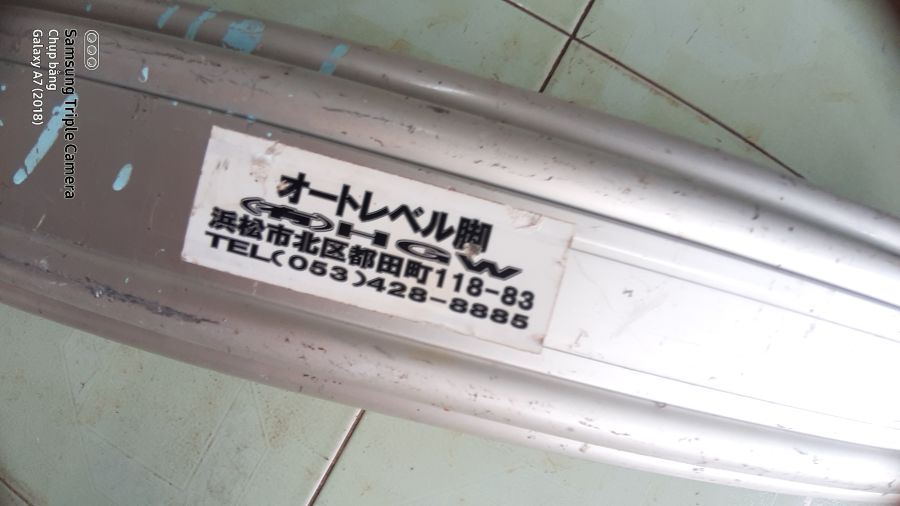 オートレベル脚
HGW
浜松市北区都田町118-83
TEL(053)428-8885
Samsung Triple Camera
Chụp bằng
Galaxy A7 (2018)